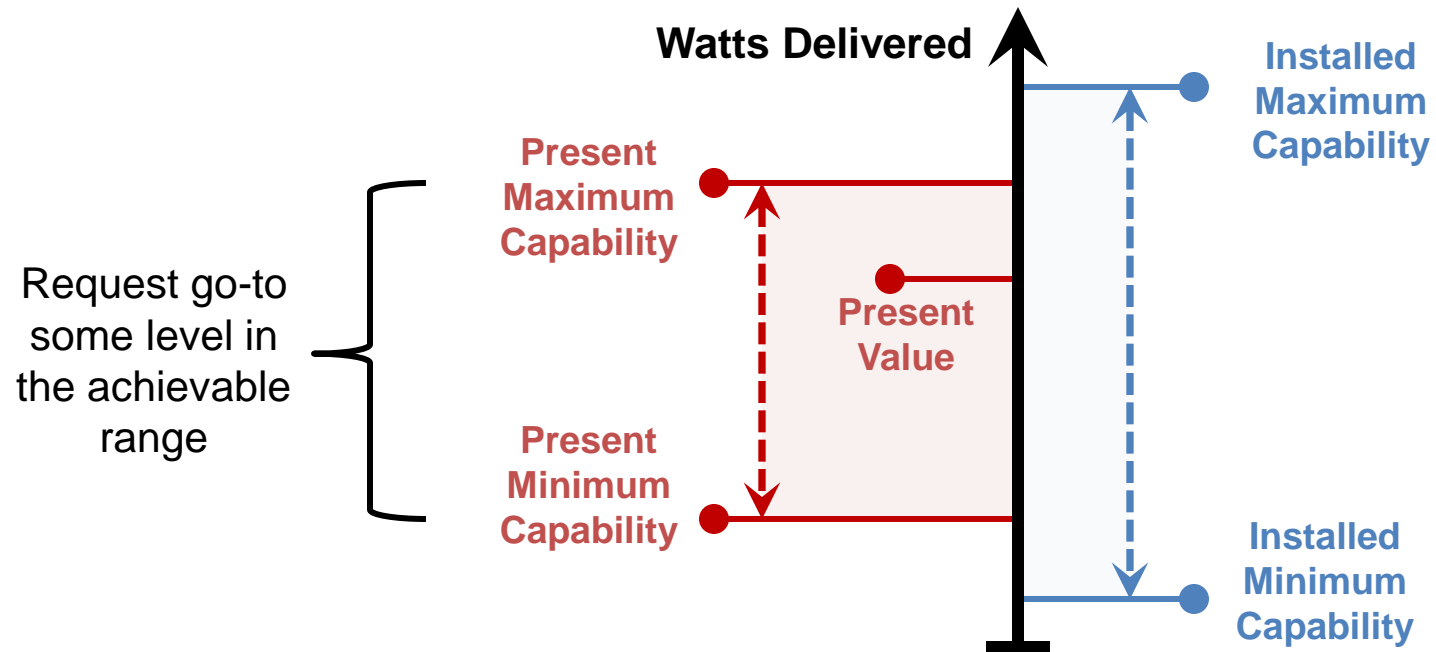 Watts Delivered
Installed
Maximum
Capability
Present
Maximum
Capability
Request go-to
some level in
the achievable
range
Present
Value
Present
Minimum
Capability
Installed
Minimum
Capability